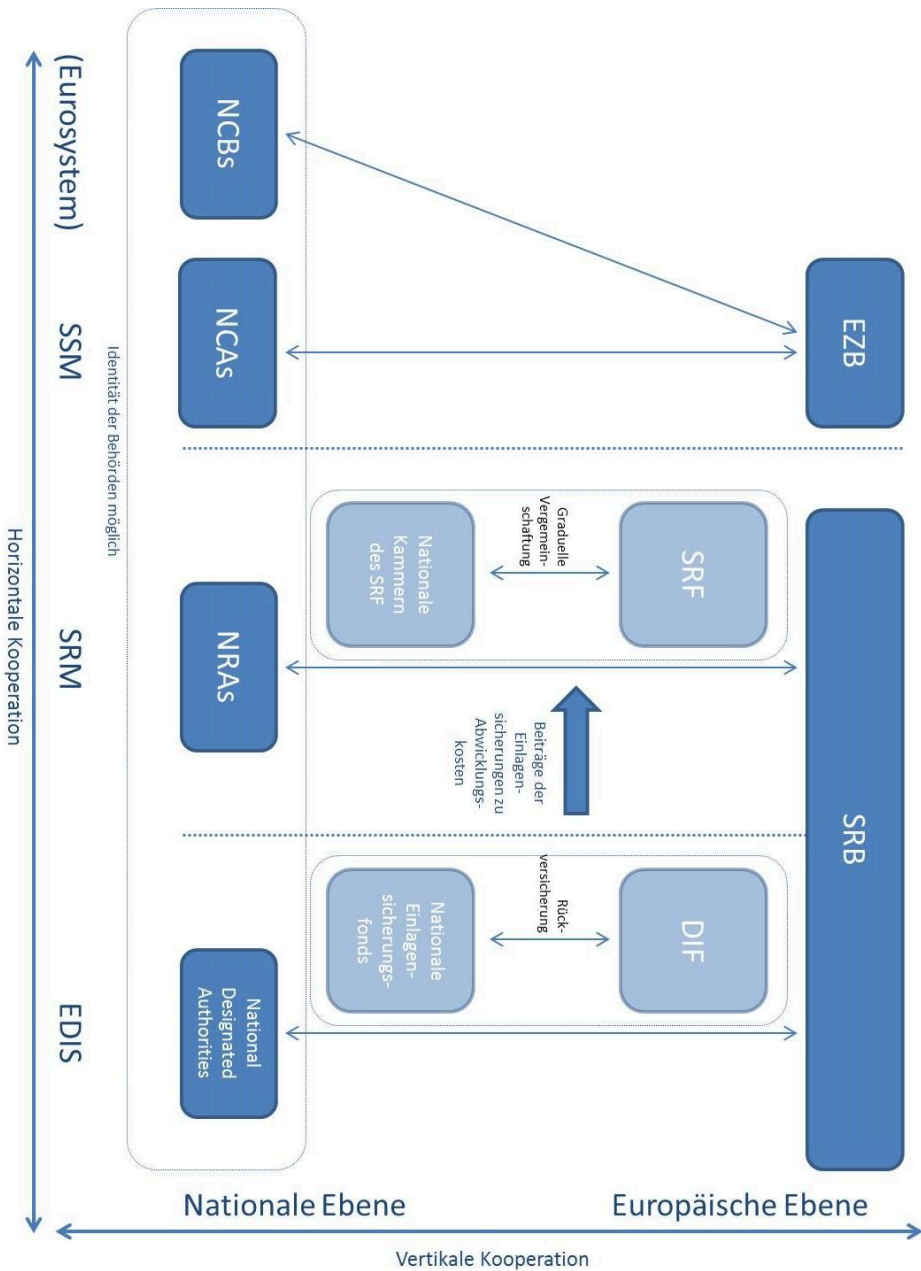 EZB
SRB
SRF
DIF
Graduelle
Vergemein-
schaftung
Rück-
versicherung
Nationale
Kammern
des SRF
Nationale
Einlagen-
sicherungs-
fonds
Beiträge der
Einlagen-
sicherungen zu
Abwicklungs-
kosten
NCBs
NCAs
NRAs
National
Designated
Authorities
Identität der Behörden möglich
(Eurosystem)
SSM
SRM
EDIS
Horizontale Kooperation
Europäische Ebene
Nationale Ebene
Vertikale Kooperation